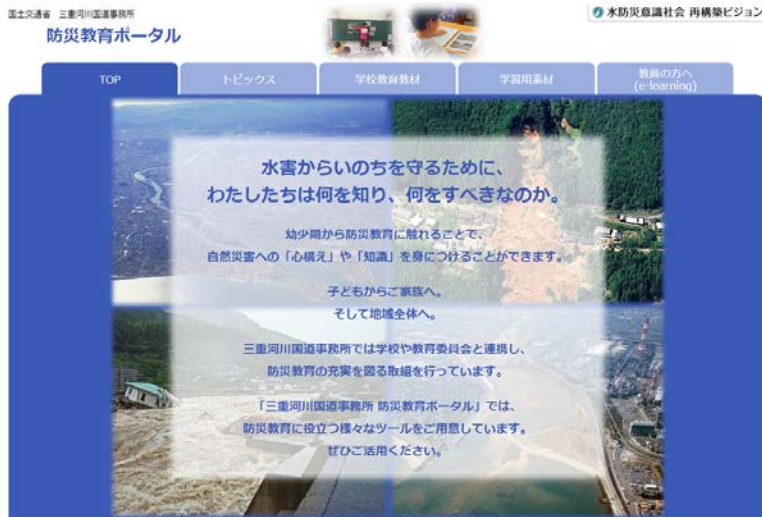 国土交通省 三重河川国道事務所
防災教育ポータル
水防災意識社会 再構築ビジョン
TOP
トピックス
学校教育教材
学習用素材
教員の方へ
(e-learning)
水害からいのちを守るために、
わたしたちは何を知り、何をすべきなのか。
幼少期から防災教育に触れることで、
自然災害への「心構え」や「知識」を身につけることができます。
子どもからご家族へ。
そして地域全体へ。
三重河川国道事務所では学校や教育委員会と連携し、
防災教育の充実を図る取組を行っています。
「三重河川国道事務所 防災教育ポータル」では、
防災教育に役立つ様々なツールをご用意しています。
ぜひご活用ください。